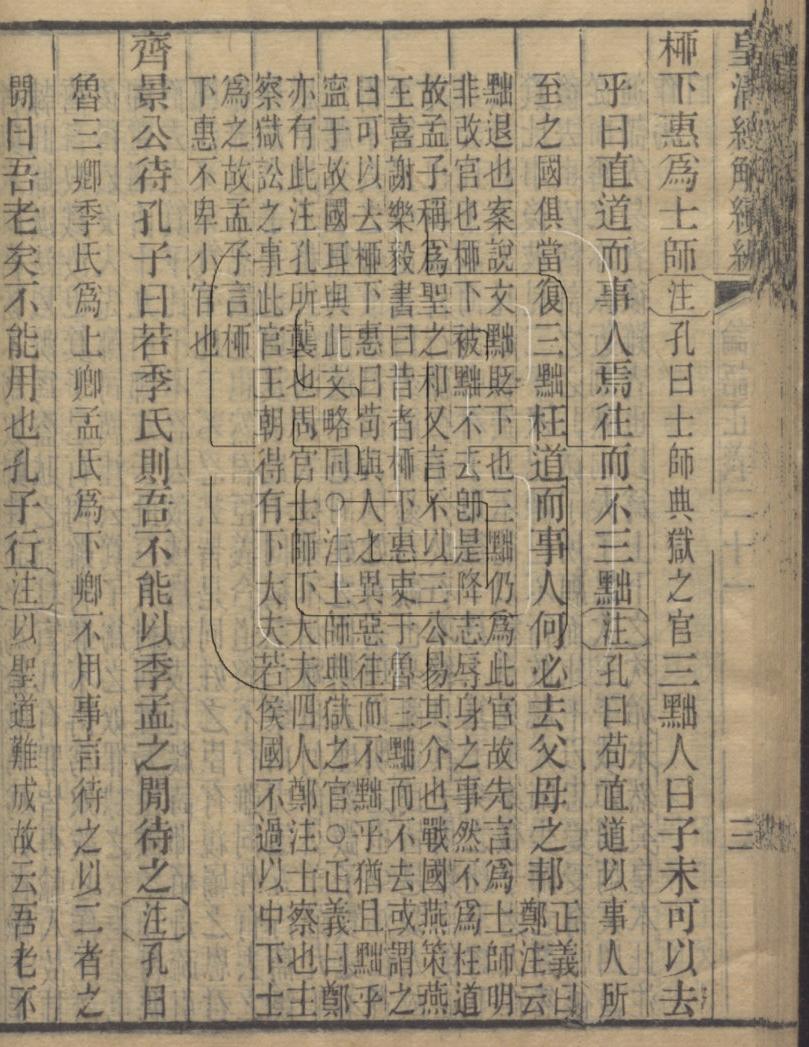 皇清經解續編
論語正義二十一
三
柳下惠爲士師注孔曰士師典獄之官三黜人曰子未可以去
乎曰直道而事人焉往而不三黜注孔曰苟直道以事人所
至之國俱當復三黜枉道而事人何必去父母之邦正義曰
鄭注云
黜退也案說文黜貶下也三黜仍爲此官故先言爲士師明
非改官也柳下被黜不去卽是降志辱身之事然不爲枉道
故孟子稱爲聖之和又言不以三公易其介也戰國燕策燕
王喜謝樂毅書曰昔者柳下惠吏于魯三黜而不去或謂之
曰可以去柳下惠曰苟與人之異惡往而不黜乎猶且黜乎
寧于故國耳與此文略同○注士師典獄之官○正義曰鄭
亦有此注孔所襲也周官士師下大夫四人鄭注士察也主
察獄訟之事此官王朝得有下大夫若侯國不過以中下士
爲之故孟子言柳
下惠不卑小官也
齊景公待孔子曰若季氏則吾不能以季孟之閒待之注孔曰
魯三卿季氏爲上卿孟氏爲下卿不用事言待之以二者之
閒曰吾老矣不能用也孔子行注以聖道難成故云吾老不